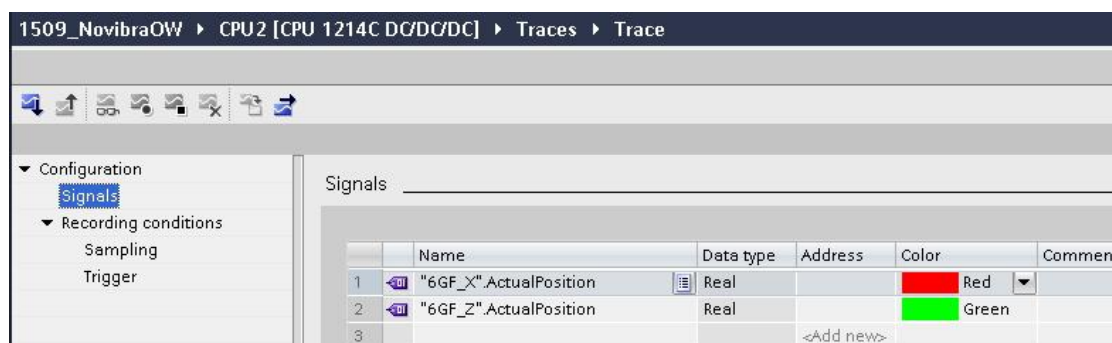 1509_NovibraOW ▸ CPU2 [CPU 1214C DC/DC/DC] ▸ Traces ▸ Trace
Configuration
Signals
Recording conditions
Sampling
Trigger
Signals
Name Data type Address Color Commen
1 "6GF_X".ActualPosition Real Red
2 "6GF_Z".ActualPosition Real Green
3 <Add new>